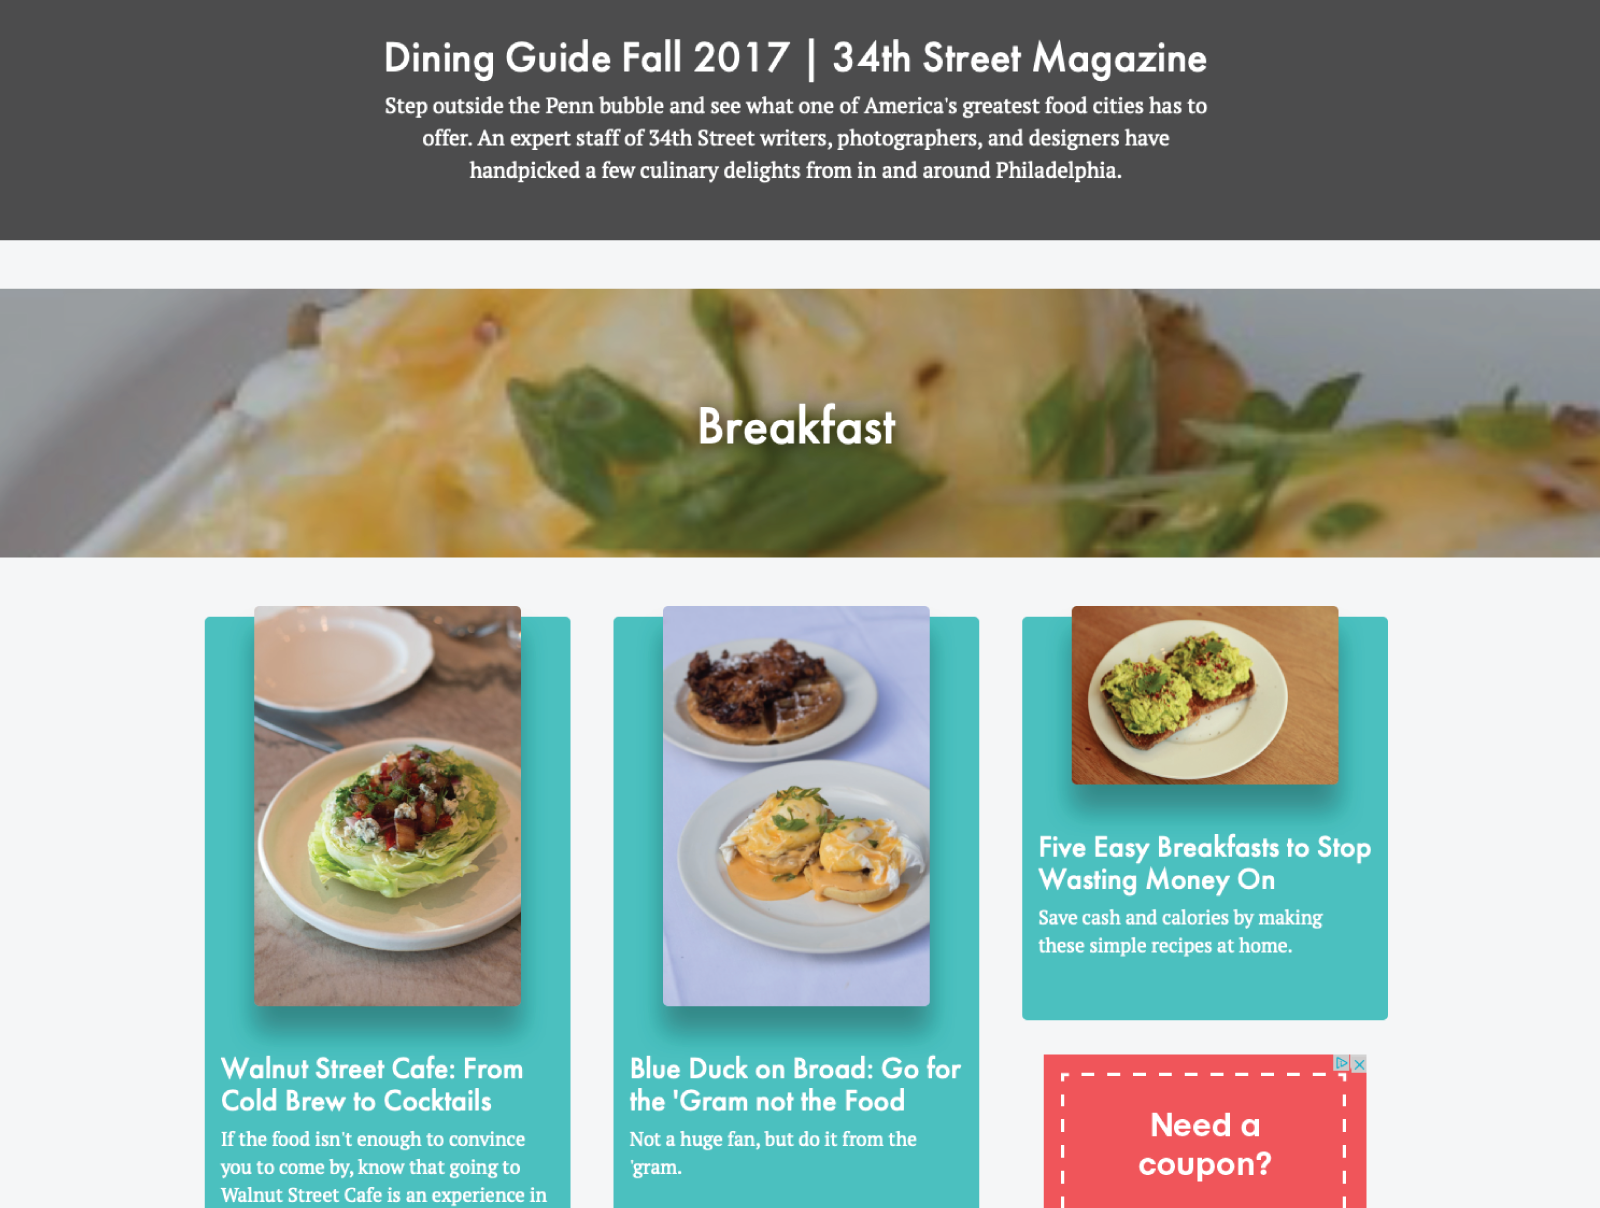 Dining Guide Fall 2017 | 34th Street Magazine
Step outside the Penn bubble and see what one of America's greatest food cities has to
offer. An expert staff of 34th Street writers, photographers, and designers have
handpicked a few culinary delights from in and around Philadelphia.
Breakfast
Walnut Street Cafe: From
Cold Brew to Cocktails
If the food isn't enough to convince
you to come by, know that going to
Walnut Street Cafe is an experience in
Blue Duck on Broad: Go for
the 'Gram not the Food
Not a huge fan, but do it from the
'gram.
Five Easy Breakfasts to Stop
Wasting Money On
Save cash and calories by making
these simple recipes at home.
Need a
coupon?